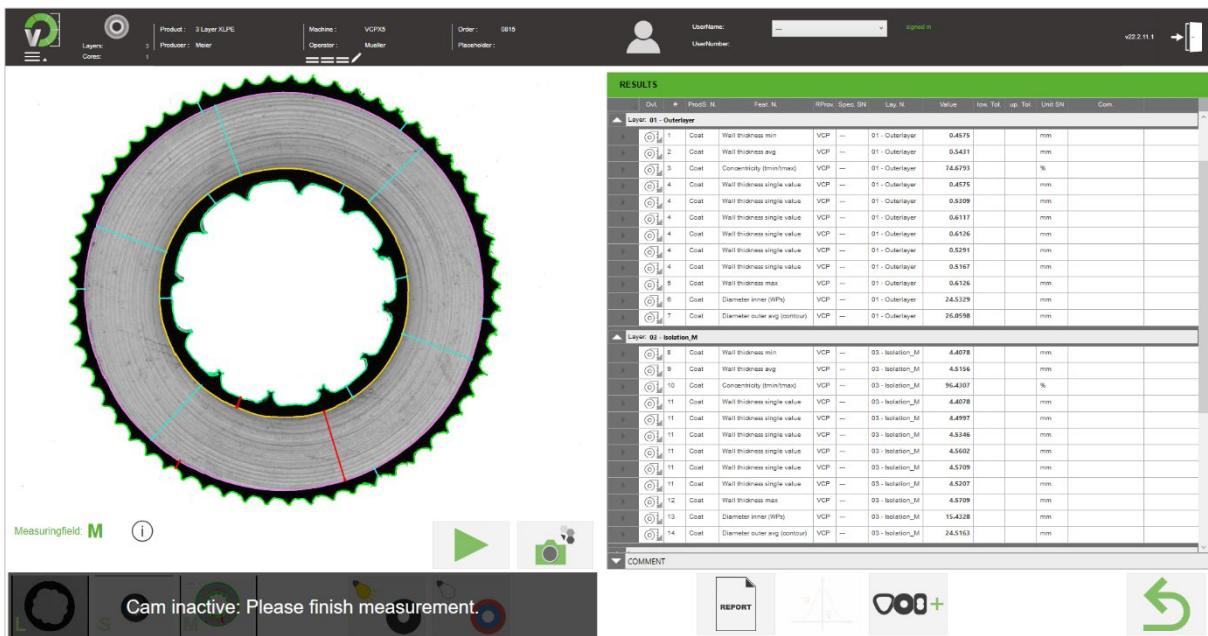 Layers: 3
Cores: 1
Product : 3 Layer XLPE
Producer : Meier
Machine : VCPX5
Operator : Mueller
Order : 0815
Placeholder :
UserName: ---
signed in
UserNumber:
v22.2.11.1
RESULTS
Ovl. # ProdS. N. Feat. N. RProv. Spec. SN Lay. N. Value low. Tol. up. Tol. Unit SN Com.
Layer: 01 - Outerlayer
1 Coat Wall thickness min VCP --- 01 - Outerlayer 0.4575 mm
2 Coat Wall thickness avg VCP --- 01 - Outerlayer 0.5431 mm
3 Coat Concentricity (tmin/tmax) VCP --- 01 - Outerlayer 74.6793 %
4 Coat Wall thickness single value VCP --- 01 - Outerlayer 0.4575 mm
4 Coat Wall thickness single value VCP --- 01 - Outerlayer 0.5309 mm
4 Coat Wall thickness single value VCP --- 01 - Outerlayer 0.6117 mm
4 Coat Wall thickness single value VCP --- 01 - Outerlayer 0.6126 mm
4 Coat Wall thickness single value VCP --- 01 - Outerlayer 0.5291 mm
4 Coat Wall thickness single value VCP --- 01 - Outerlayer 0.5167 mm
5 Coat Wall thickness max VCP --- 01 - Outerlayer 0.6126 mm
6 Coat Diameter inner (WPs) VCP --- 01 - Outerlayer 24.5329 mm
7 Coat Diameter outer avg (contour) VCP --- 01 - Outerlayer 26.0598 mm
Layer: 03 - Isolation_M
8 Coat Wall thickness min VCP --- 03 - Isolation_M 4.4078 mm
9 Coat Wall thickness avg VCP --- 03 - Isolation_M 4.5156 mm
10 Coat Concentricity (tmin/tmax) VCP --- 03 - Isolation_M 96.4307 %
11 Coat Wall thickness single value VCP --- 03 - Isolation_M 4.4078 mm
11 Coat Wall thickness single value VCP --- 03 - Isolation_M 4.4997 mm
11 Coat Wall thickness single value VCP --- 03 - Isolation_M 4.5346 mm
11 Coat Wall thickness single value VCP --- 03 - Isolation_M 4.5602 mm
11 Coat Wall thickness single value VCP --- 03 - Isolation_M 4.5709 mm
11 Coat Wall thickness single value VCP --- 03 - Isolation_M 4.5207 mm
12 Coat Wall thickness max VCP --- 03 - Isolation_M 4.5709 mm
13 Coat Diameter inner (WPs) VCP --- 03 - Isolation_M 15.4328 mm
14 Coat Diameter outer avg (contour) VCP --- 03 - Isolation_M 24.5163 mm
COMMENT
Measuringfield: M
L S M
Cam inactive: Please finish measurement.
REPORT